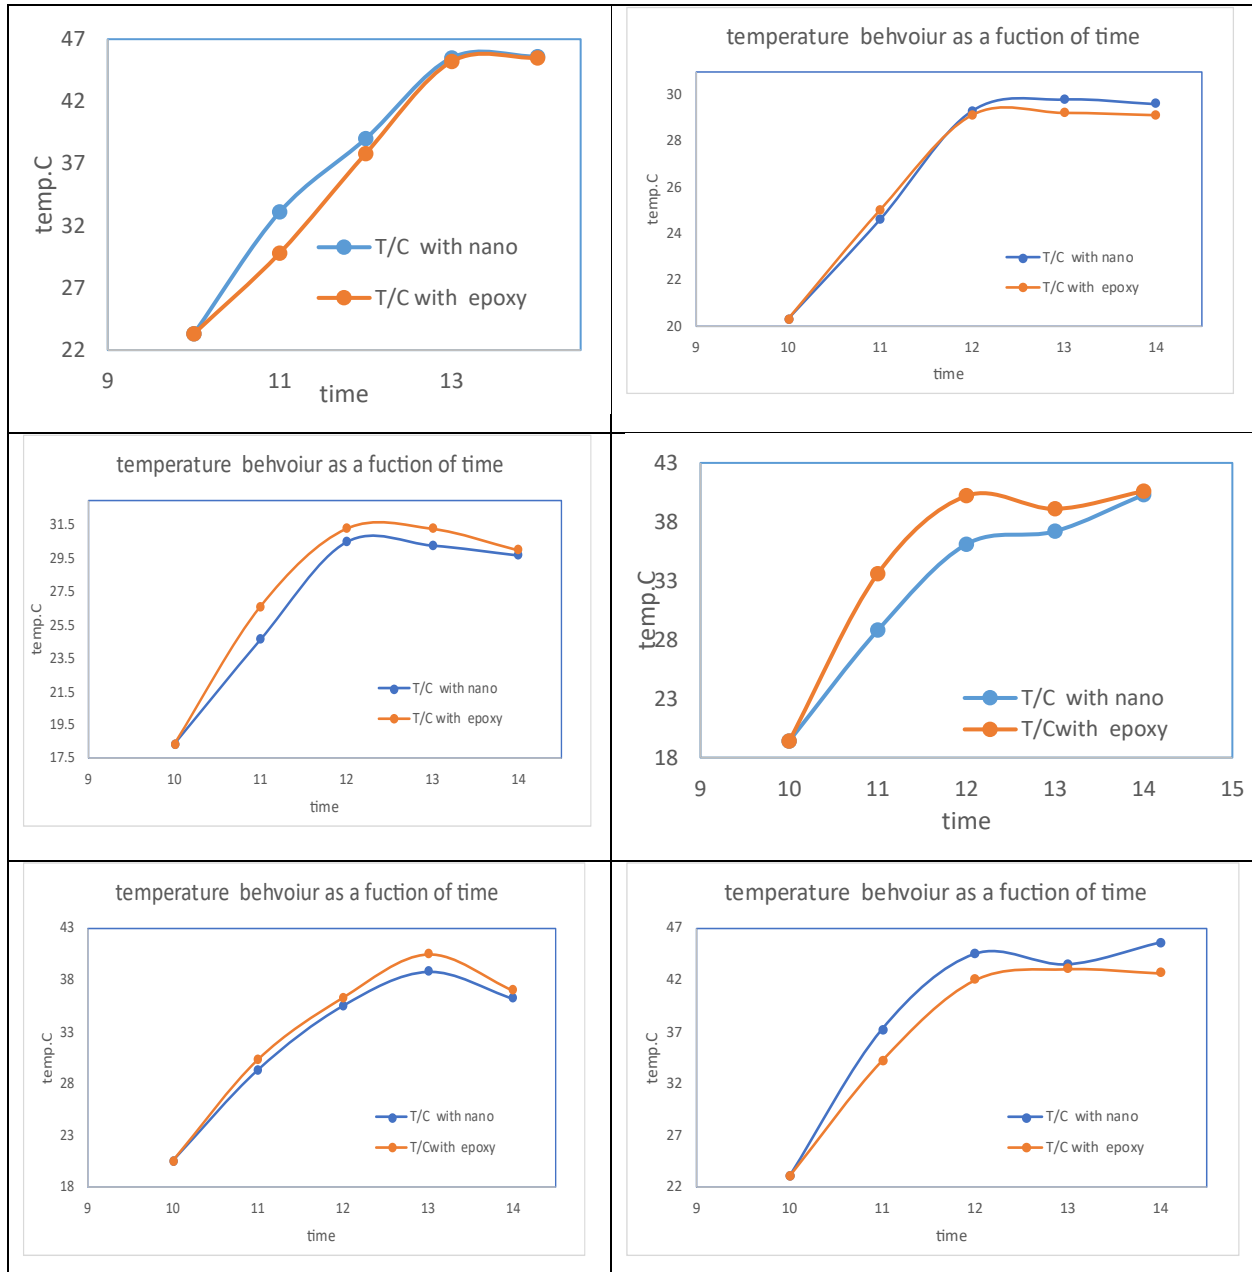 47
42
37
32
27
22
temp.C
T/C with nano
T/C with epoxy
9
11
13
time
temperature behvoiur as a fuction of time
30
28
26
24
22
20
temp.C
T/C with nano
T/C with epoxy
9
10
11
12
13
14
time
temperature behvoiur as a fuction of time
31.5
29.5
27.5
25.5
23.5
21.5
19.5
17.5
temp.C
T/C with nano
T/C with epoxy
9
10
11
12
13
14
time
43
38
33
28
23
18
temp.C
T/C with nano
T/Cwith epoxy
9
10
11
12
13
14
15
time
temperature behvoiur as a fuction of time
43
38
33
28
23
18
temp.C
T/C with nano
T/Cwith epoxy
9
10
11
12
13
14
time
temperature behvoiur as a fuction of time
47
42
37
32
27
22
temp.C
T/C with nano
T/C with epoxy
9
10
11
12
13
14
time